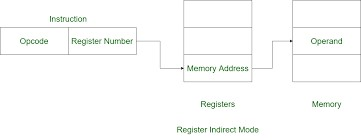 Instruction
Opcode
Register Number
Memory Address
Operand
Registers
Memory
Register Indirect Mode